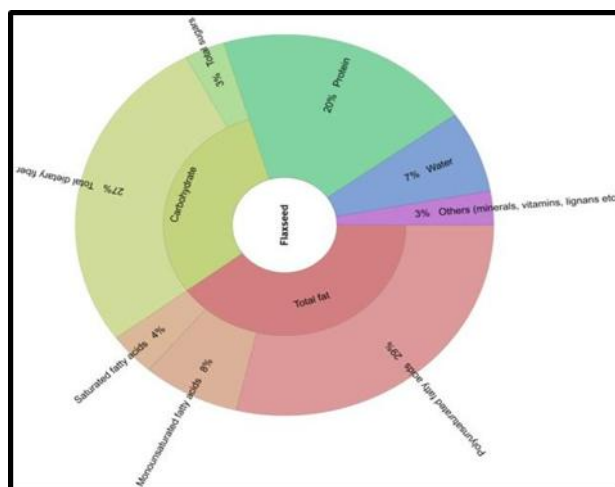 3% Total sugars
20% Protein
7% Water
3% Others (minerals, vitamins, lignans etc
27% Total dietary fiber
Carbohydrate
Flaxseed
Total fat
Saturated fatty acids 4%
Monounsaturated fatty acids 8%
29% Polyunsaturated fatty acids